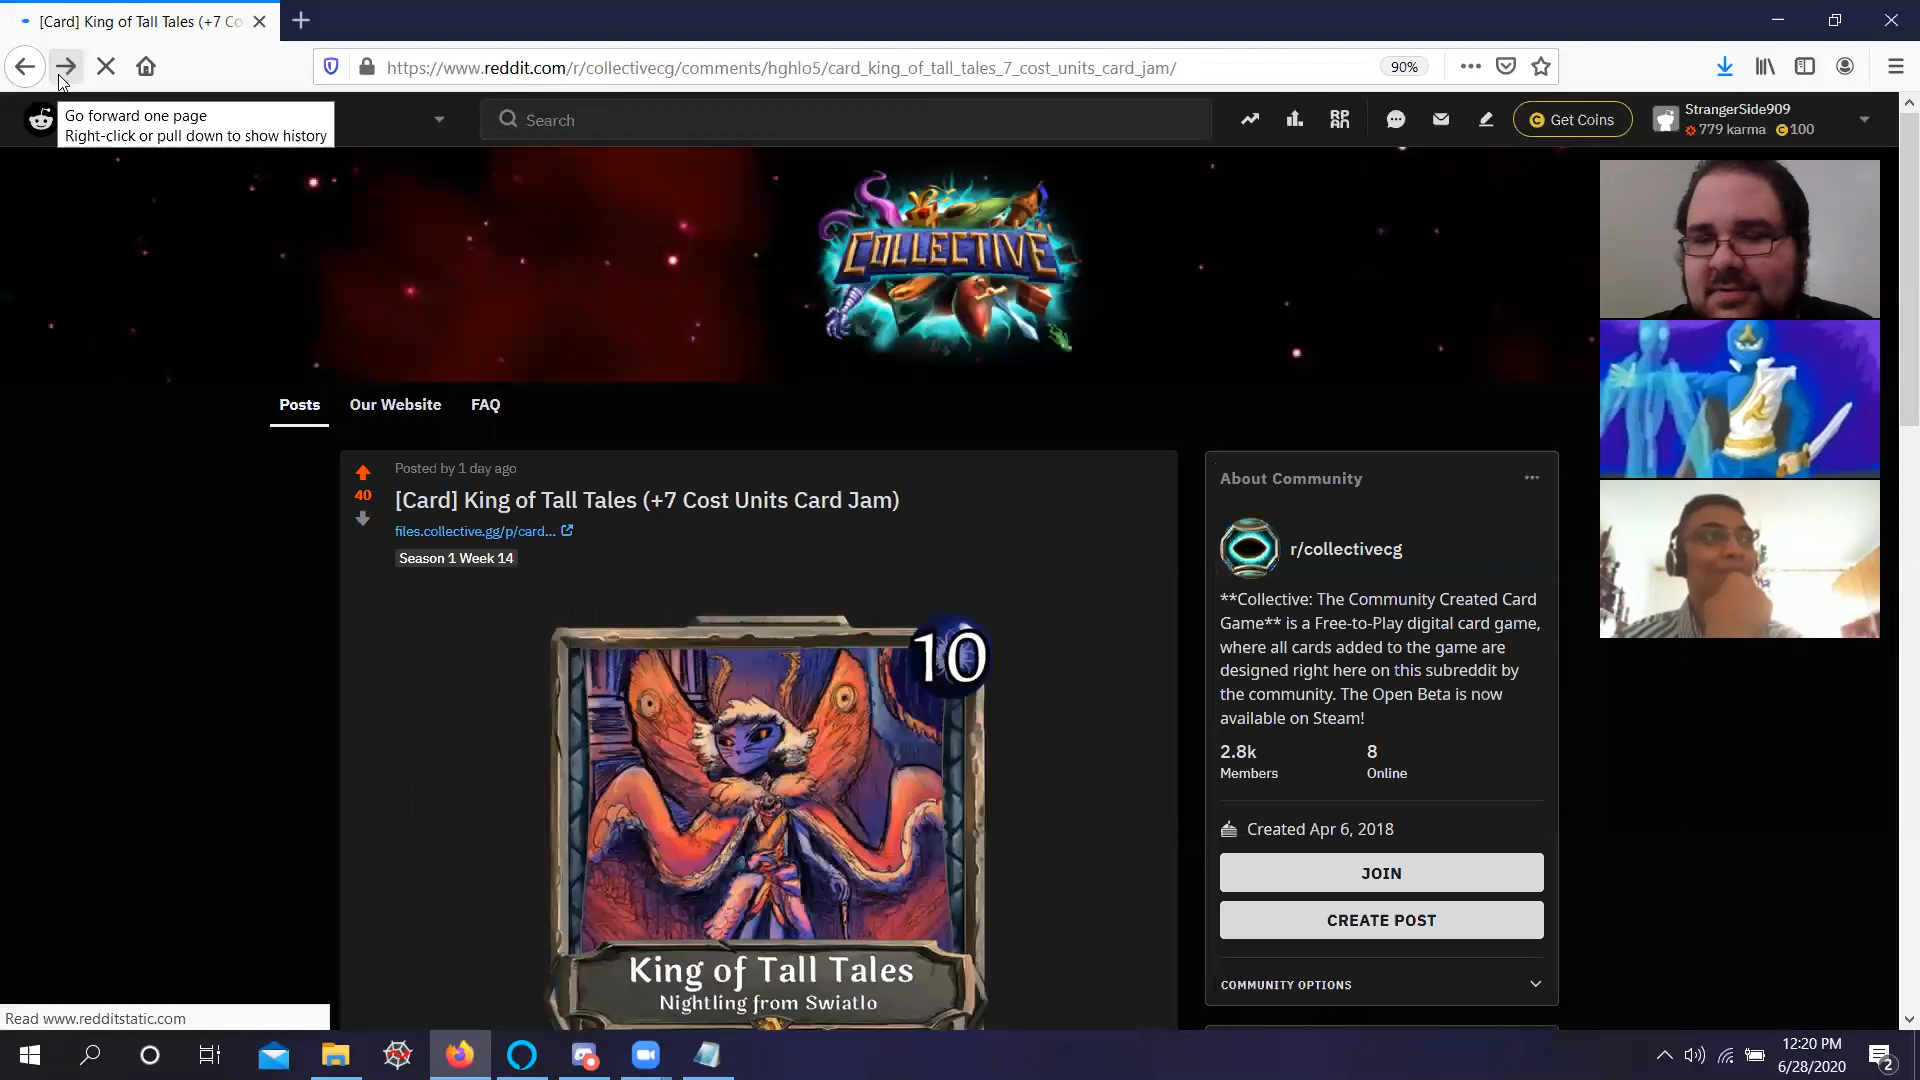 [Card] King of Tall Tales (+7 Co
https://www.reddit.com/r/collectivecg/comments/hghlo5/card_king_of_tall_tales_7_cost_units_card_jam/
90%
Go forward one page
Right-click or pull down to show history
Search
Get Coins
StrangerSide909
779 karma 100
COLLECTIVE
Posts Our Website FAQ
Posted by 1 day ago
40
[Card] King of Tall Tales (+7 Cost Units Card Jam)
files.collective.gg/p/card...
Season 1 Week 14
10
King of Tall Tales
Nightling from Swiatlo
About Community
r/collectivecg
**Collective: The Community Created Card
Game** is a Free-to-Play digital card game,
where all cards added to the game are
designed right here on this subreddit by
the community. The Open Beta is now
available on Steam!
2.8k 8
Members Online
Created Apr 6, 2018
JOIN
CREATE POST
COMMUNITY OPTIONS
Read www.redditstatic.com
12:20 PM
6/28/2020
2